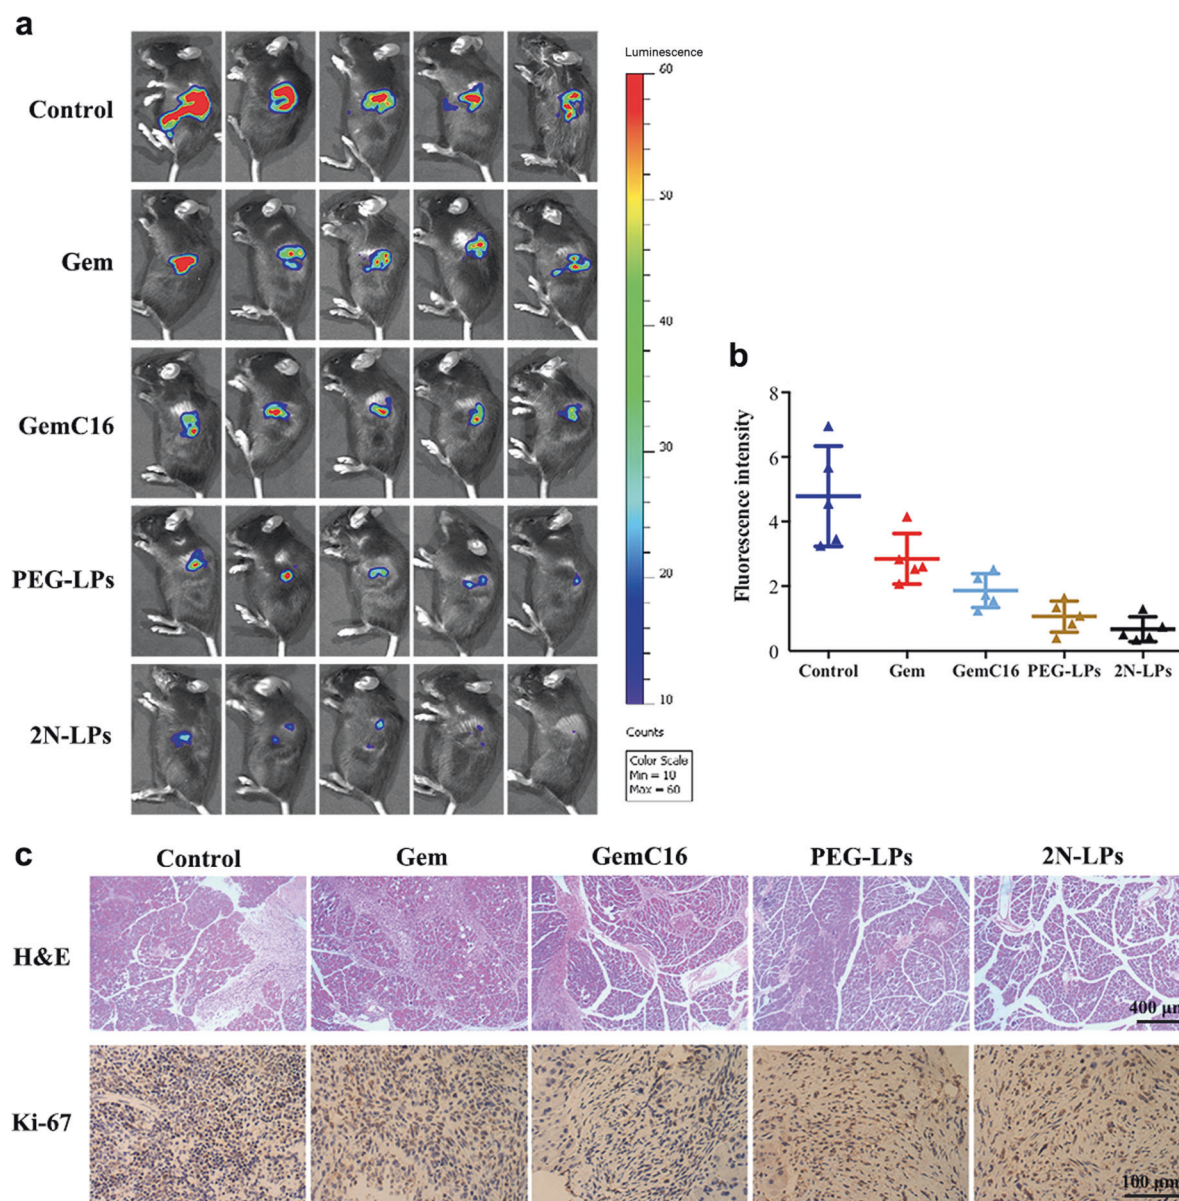 a
Luminescence
Control
Gem
GemC16
PEG-LPs
2N-LPs
60
50
40
30
20
10
Counts
Color Scale
Min = 10
Max = 60
b
Fluorescence intensity
8
6
4
2
0
Control Gem GemC16 PEG-LPs 2N-LPs
c
Control Gem GemC16 PEG-LPs 2N-LPs
H&E
400 μm
Ki-67
100 μm